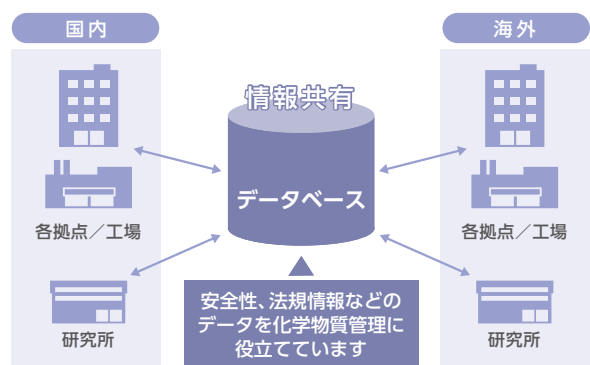 国内
海外
情報共有
データベース
各拠点／工場
各拠点／工場
研究所
研究所
安全性、法規情報などの
データを化学物質管理に
役立てています